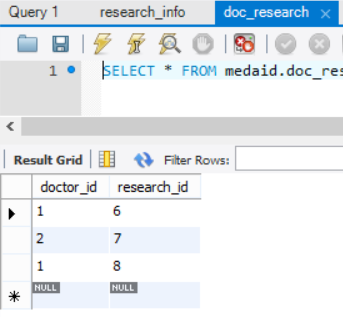 Query 1 research_info doc_research
1 SELECT * FROM medaid.doc_res
Result Grid Filter Rows:
doctor_id research_id
1 6
2 7
1 8
NULL NULL